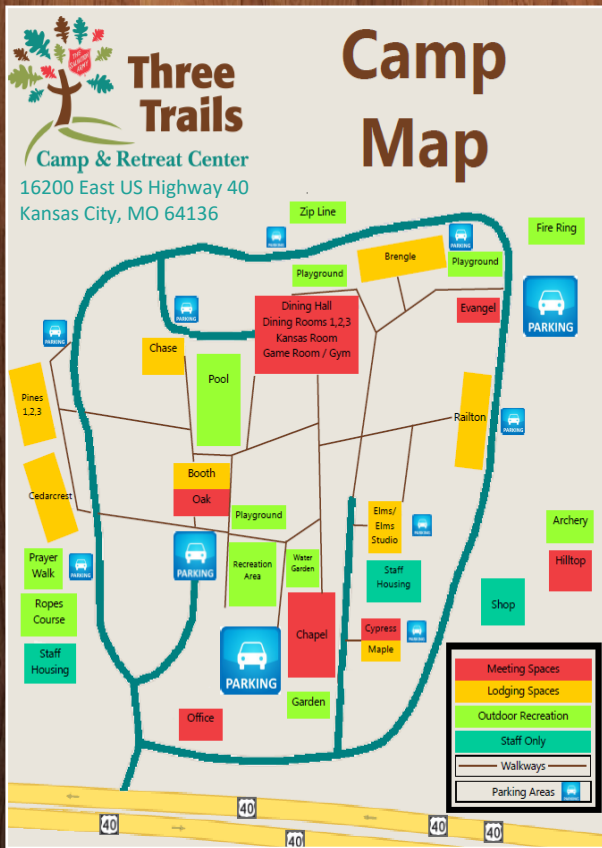 THE
SALVATION
ARMY
Three
Trails
Camp & Retreat Center
16200 East US Highway 40
Kansas City, MO 64136
Camp
Map
Zip Line
Fire Ring
PARKING
PARKING
Brengle
Playground
Playground
PARKING
PARKING
Evangel
Dining Hall
Dining Rooms 1,2,3
Kansas Room
Game Room / Gym
PARKING
Chase
Pool
Pines
1,2,3
Railton
PARKING
Booth
Oak
Cedarcrest
Playground
Elms/
Elms
Studio
PARKING
Archery
Prayer
Walk
PARKING
PARKING
Recreation
Area
Water
Garden
Staff
Housing
Hilltop
Ropes
Course
Shop
Staff
Housing
PARKING
Chapel
Cypress
Maple
PARKING
Garden
Office
Meeting Spaces
Lodging Spaces
Outdoor Recreation
Staff Only
Walkways
Parking Areas
PARKING
40
40
40
40
40